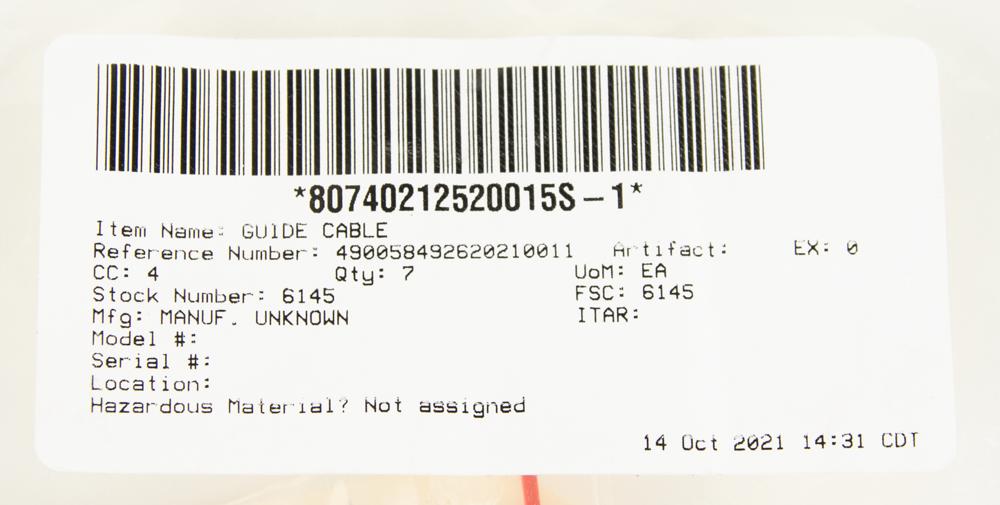 *80740212520015S-1*
Item Name: GUIDE CABLE
Reference Number: 490058492620210011 Artifact: EX: 0
CC: 4 Qty: 7 UoM: EA
Stock Number: 6145 FSC: 6145
Mfg: MANUF. UNKNOWN ITAR:
Model #:
Serial #:
Location:
Hazardous Material? Not assigned
14 Oct 2021 14:31 CDT